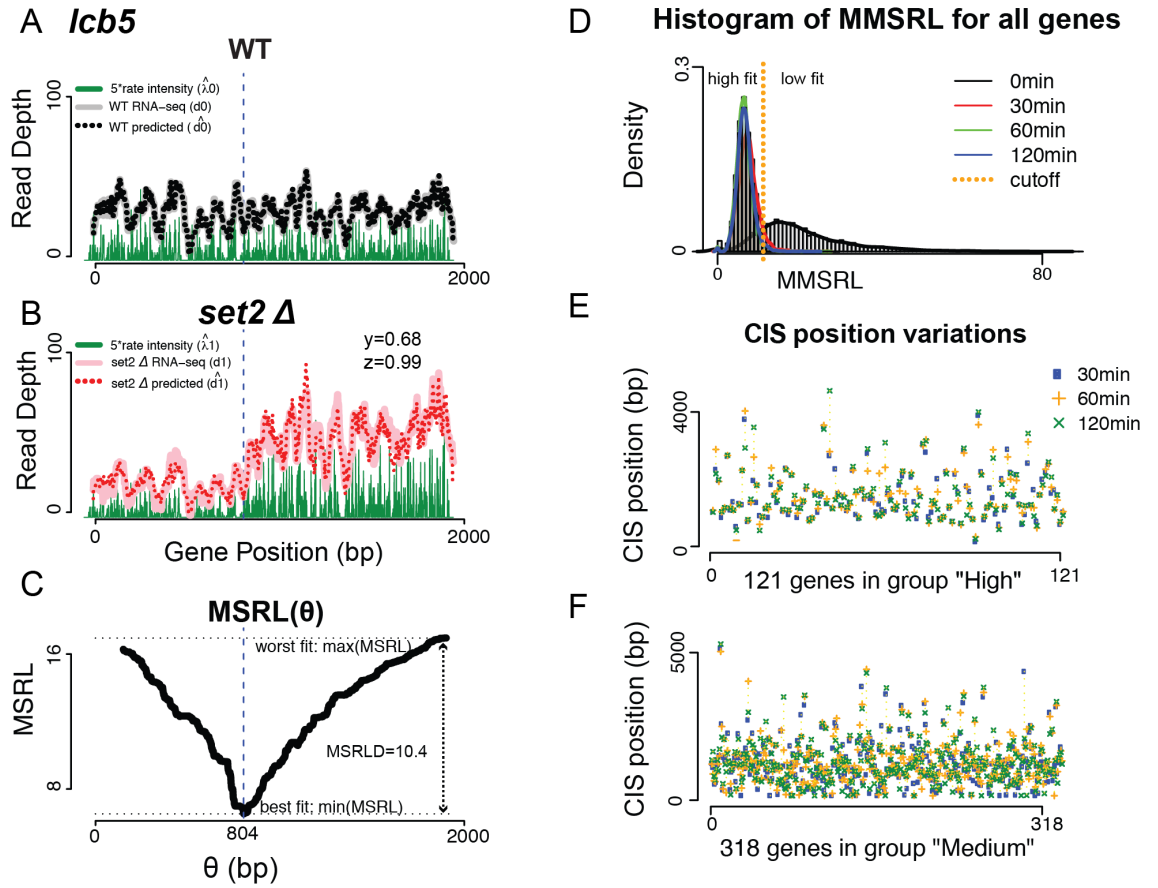 A lcb5
WT
100
0
Read Depth
5*rate intensity (λ̂0)
WT RNA−seq (d0)
WT predicted (d̂0)
0 2000
B set2 Δ
100
0
Read Depth
5*rate intensity (λ̂1)
set2 Δ RNA−seq (d1)
set2 Δ predicted (d̂1)
y=0.68
z=0.99
0 2000
Gene Position (bp)
C
MSRL(θ)
16
8
MSRL
worst fit: max(MSRL)
MSRLD=10.4
best fit: min(MSRL)
0 804 2000
θ (bp)
D Histogram of MMSRL for all genes
0.3
0
Density
high fit low fit
0min
30min
60min
120min
cutoff
0 80
MMSRL
E
CIS position variations
30min
60min
120min
4000
0
CIS position (bp)
0 121
121 genes in group "High"
F
5000
0
CIS position (bp)
0 318
318 genes in group "Medium"